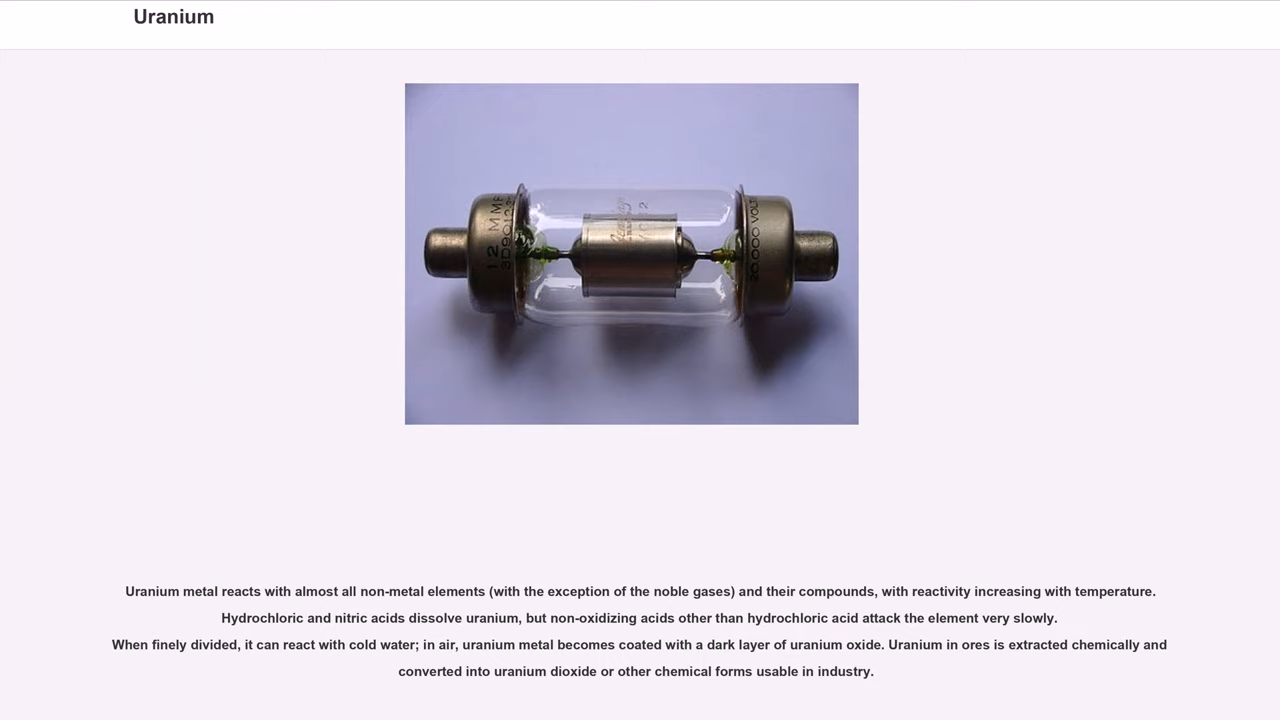 Uranium
12 MMF
20.000 VOLT
Uranium metal reacts with almost all non-metal elements (with the exception of the noble gases) and their compounds, with reactivity increasing with temperature.
Hydrochloric and nitric acids dissolve uranium, but non-oxidizing acids other than hydrochloric acid attack the element very slowly.
When finely divided, it can react with cold water; in air, uranium metal becomes coated with a dark layer of uranium oxide. Uranium in ores is extracted chemically and
converted into uranium dioxide or other chemical forms usable in industry.